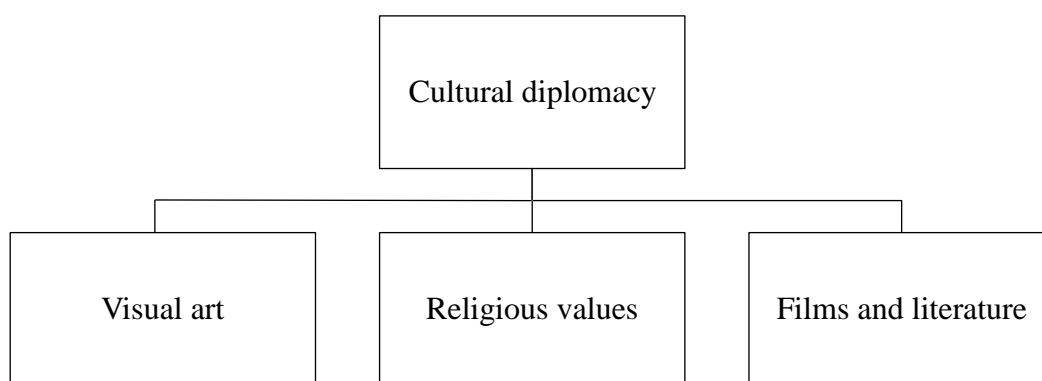 Cultural diplomacy
Visual art
Religious values
Films and literature